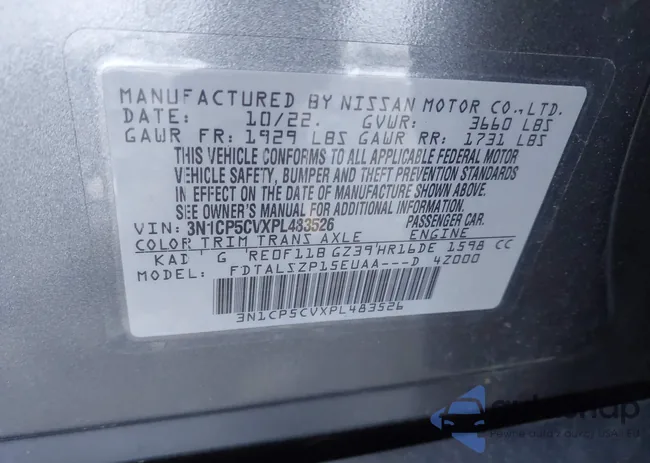 MANUFACTURED BY NISSAN MOTOR CO., LTD.
DATE: 10/22. GVWR: 3660 LBS
GAWR FR: 1929 LBS GAWR RR: 1731 LBS
THIS VEHICLE CONFORMS TO ALL APPLICABLE FEDERAL MOTOR
VEHICLE SAFETY, BUMPER AND THEFT PREVENTION STANDARDS
IN EFFECT ON THE DATE OF MANUFACTURE SHOWN ABOVE.
SEE OWNER'S MANUAL FOR ADDITIONAL INFORMATION.
VIN: 3N1CP5CVXPL483526 PASSENGER CAR.
COLOR TRIM TRANS AXLE ENGINE
KAD G RE0F11B GZ39 HR16DE 1598 CC
MODEL: FDTALSZP15EUAA---D 4Z000
3N1CP5CVXPL483526